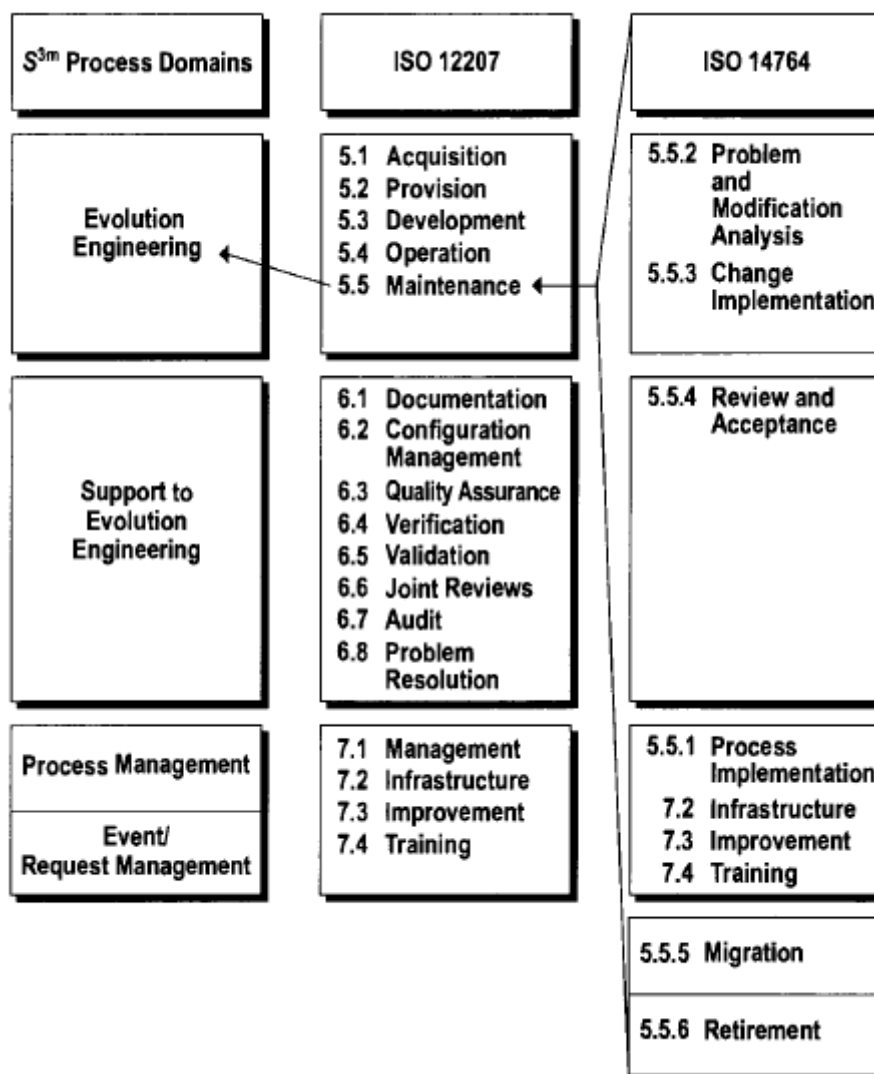 S3m Process Domains
ISO 12207
ISO 14764
Evolution
Engineering
5.1 Acquisition
5.2 Provision
5.3 Development
5.4 Operation
5.5 Maintenance
5.5.2 Problem
and
Modification
Analysis
5.5.3 Change
Implementation
Support to
Evolution
Engineering
6.1 Documentation
6.2 Configuration
Management
6.3 Quality Assurance
6.4 Verification
6.5 Validation
6.6 Joint Reviews
6.7 Audit
6.8 Problem
Resolution
5.5.4 Review and
Acceptance
Process Management
Event/
Request Management
7.1 Management
7.2 Infrastructure
7.3 Improvement
7.4 Training
5.5.1 Process
Implementation
7.2 Infrastructure
7.3 Improvement
7.4 Training
5.5.5 Migration
5.5.6 Retirement